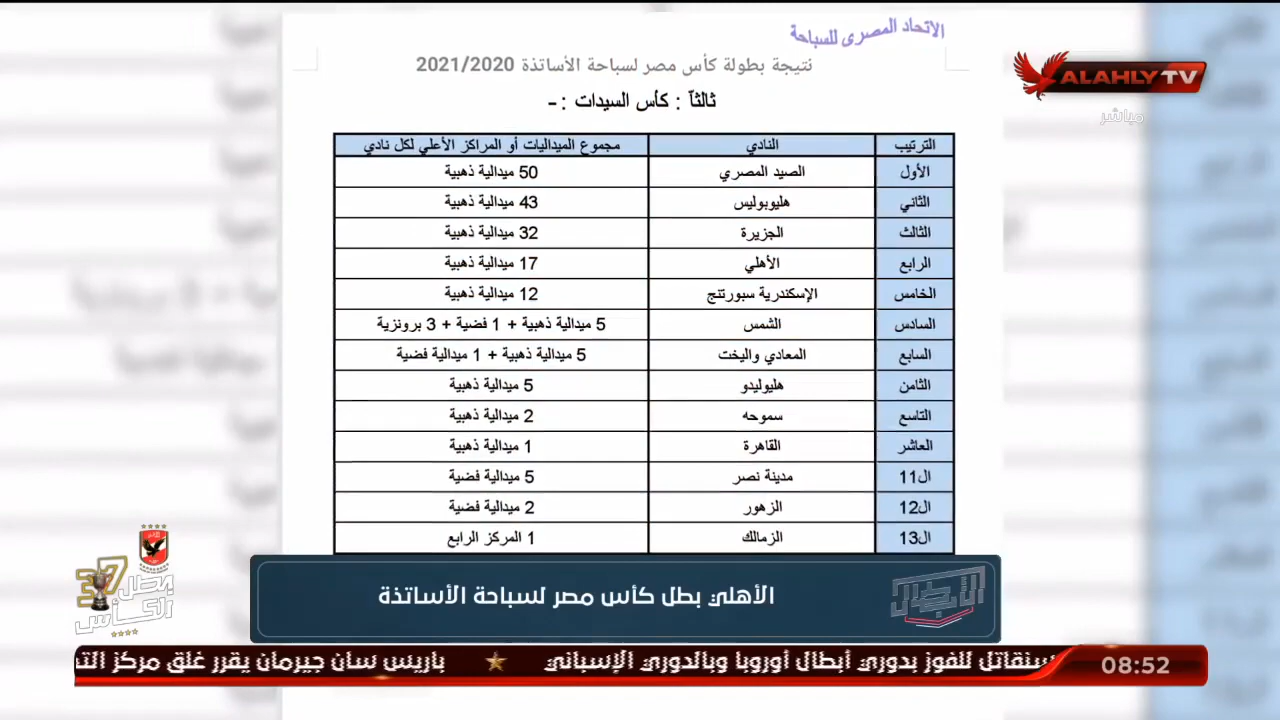 الاتحاد المصرى للسباحة
نتيجة بطولة كأس مصر لسباحة الأساتذة 2021/2020
ثالثاً : كأس السيدات : -
ALAHLY TV
مباشر
الترتيب النادي مجموع الميداليات أو المراكز الأعلي لكل نادي
الأول الصيد المصري 50 ميدالية ذهبية
الثاني هليوبوليس 43 ميدالية ذهبية
الثالث الجزيرة 32 ميدالية ذهبية
الرابع الأهلي 17 ميدالية ذهبية
الخامس الإسكندرية سبورتنج 12 ميدالية ذهبية
السادس الشمس 5 ميدالية ذهبية + 1 فضية + 3 برونزية
السابع المعادي واليخت 5 ميدالية ذهبية + 1 ميدالية فضية
الثامن هليوليدو 5 ميدالية ذهبية
التاسع سموحه 2 ميدالية ذهبية
العاشر القاهرة 1 ميدالية ذهبية
ال11 مدينة نصر 5 ميدالية فضية
ال12 الزهور 2 ميدالية فضية
ال13 الزمالك 1 المركز الرابع
الأبطال
الأهلي بطل كأس مصر لسباحة الأساتذة
37
بطل الكأس
08:52
سنقاتل للفوز بدوري أبطال أوروبا وبالدوري الإسباني
باريس سان جيرمان يقرر غلق مركز